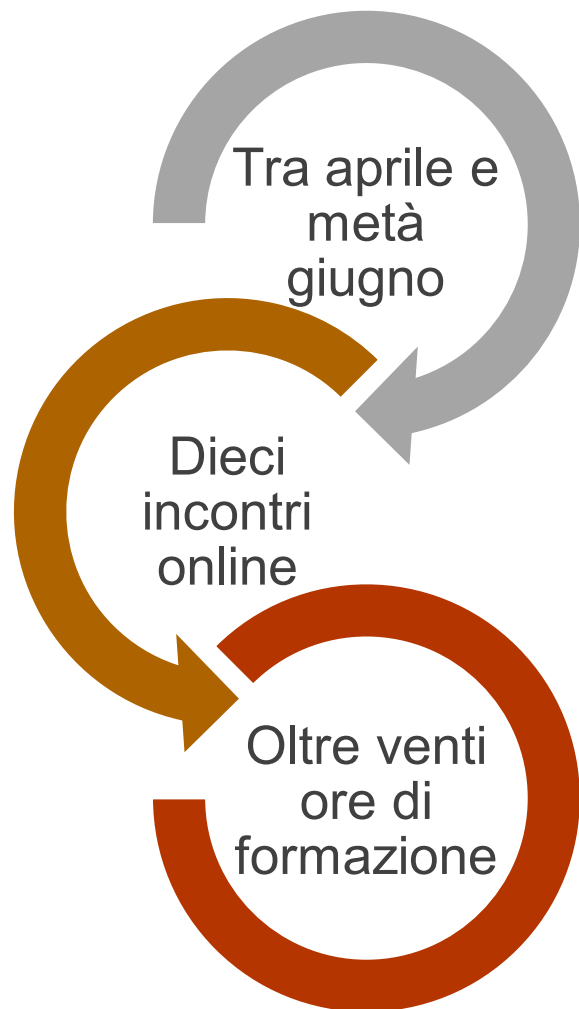 Tra aprile e
metà
giugno
Dieci
incontri
online
Oltre venti
ore di
formazione